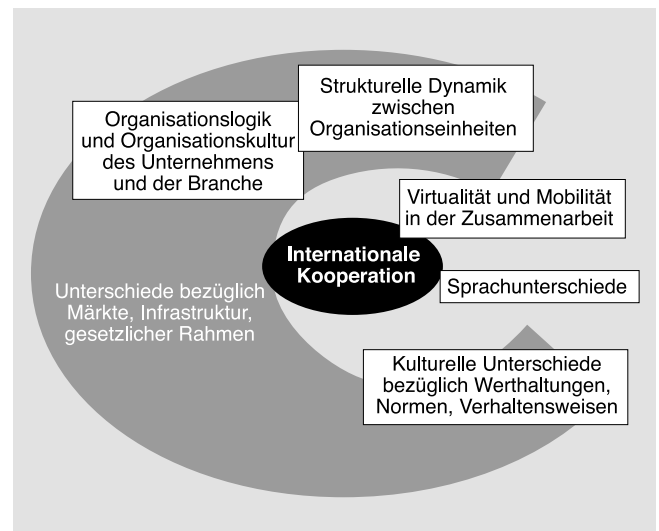 Strukturelle Dynamik
zwischen
Organisationseinheiten
Organisationslogik
und Organisationskultur
des Unternehmens
und der Branche
Virtualität und Mobilität
in der Zusammenarbeit
Internationale
Kooperation
Sprachunterschiede
Unterschiede bezüglich
Märkte, Infrastruktur,
gesetzlicher Rahmen
Kulturelle Unterschiede
bezüglich Werthaltungen,
Normen, Verhaltensweisen